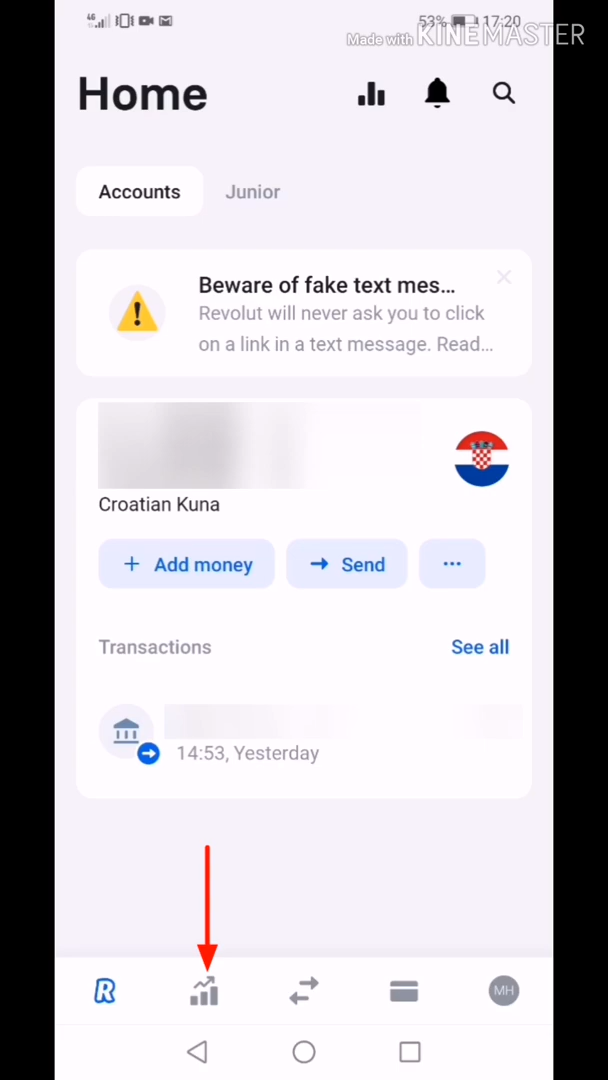 4G 53% 17:20
Made with KINEMASTER
Home
Accounts Junior
Beware of fake text mes...
Revolut will never ask you to click
on a link in a text message. Read...
Croatian Kuna
+ Add money → Send ...
Transactions See all
14:53, Yesterday
R MH